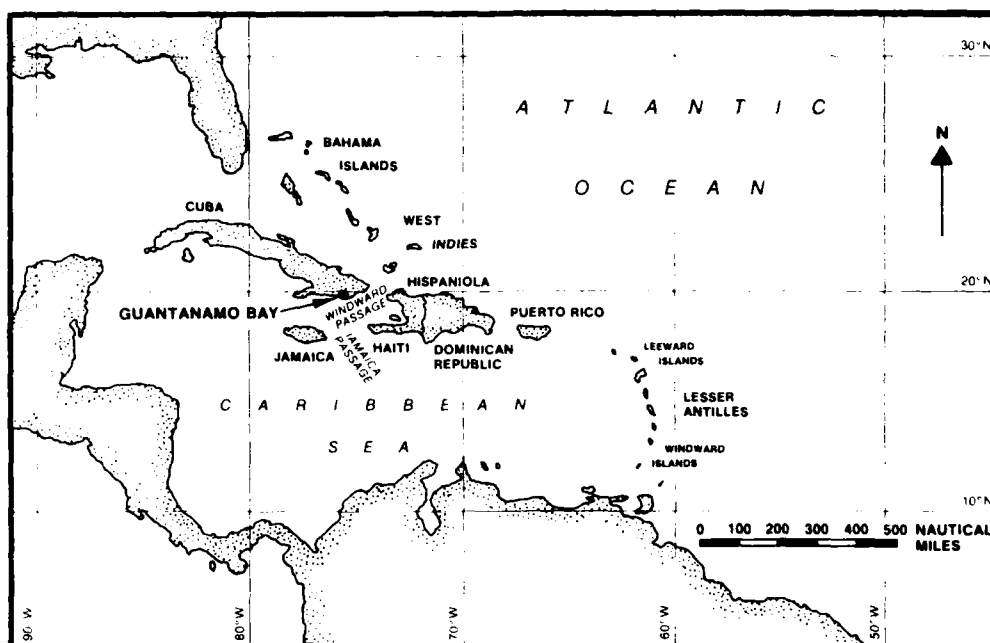 30°N
A T L A N T I C
N
BAHAMA
ISLANDS
O C E A N
CUBA
WEST
INDIES
HISPANIOLA
20°N
GUANTANAMO BAY
WINDWARD
PASSAGE
PUERTO RICO
JAMAICA
JAMAICA
PASSAGE
HAITI
DOMINICAN
REPUBLIC
LEEWARD
ISLANDS
C A R I B B E A N
LESSER
ANTILLES
S E A
WINDWARD
ISLANDS
10°N
0 100 200 300 400 500 NAUTICAL
MILES
90°W
80°W
70°W
60°W
50°W